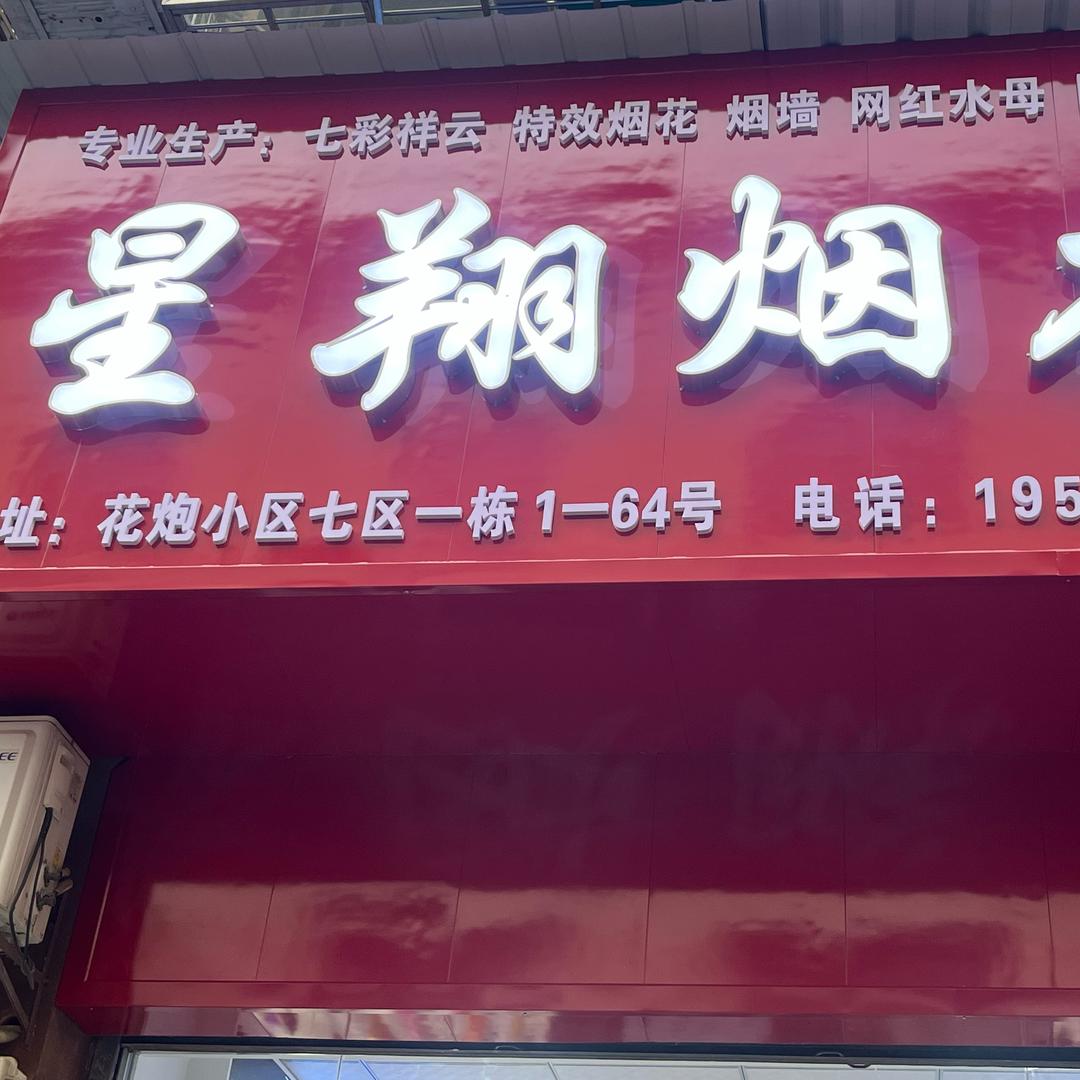 专业生产：七彩祥云 特效烟花 烟墙 网红水母
星翔烟
址：花炮小区七区一栋1—64号 电话：195